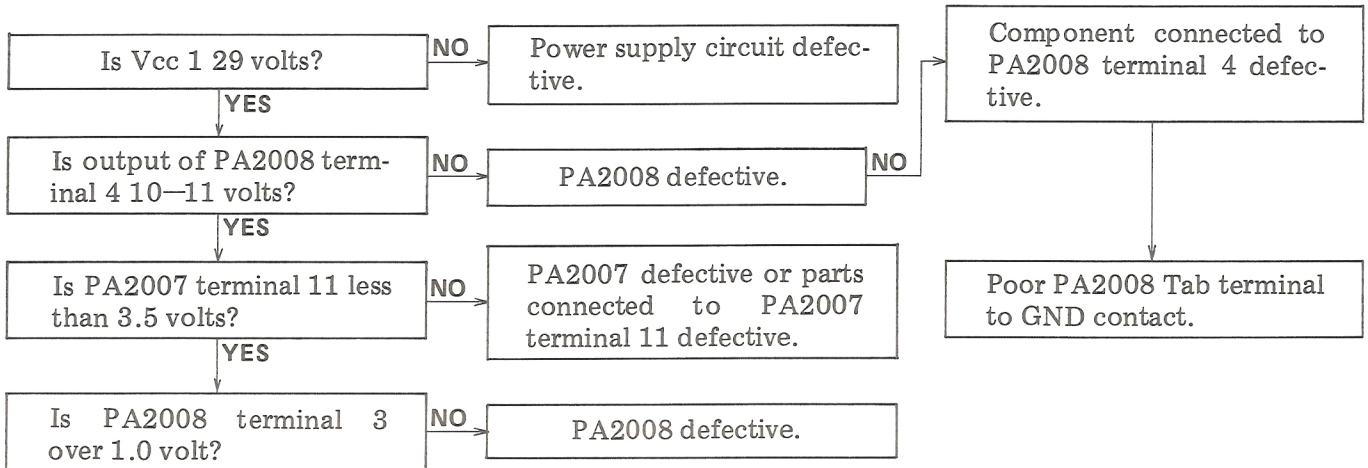 Is Vcc 1 29 volts?
NO
Power supply circuit defec-
tive.
YES
Is output of PA2008 term-
inal 4 10—11 volts?
NO
PA2008 defective.
NO
Component connected to
PA2008 terminal 4 defec-
tive.
Poor PA2008 Tab terminal
to GND contact.
YES
Is PA2007 terminal 11 less
than 3.5 volts?
NO
PA2007 defective or parts
connected to PA2007
terminal 11 defective.
YES
Is PA2008 terminal 3
over 1.0 volt?
NO
PA2008 defective.